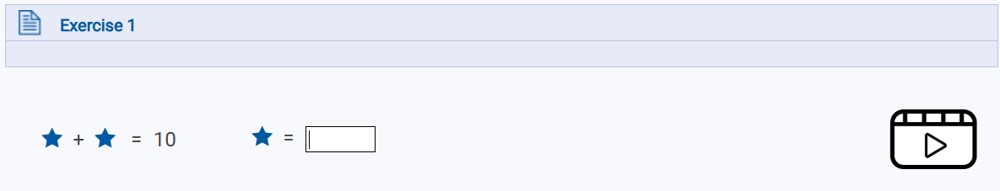 Exercise 1
★ + ★ = 10 ★ =